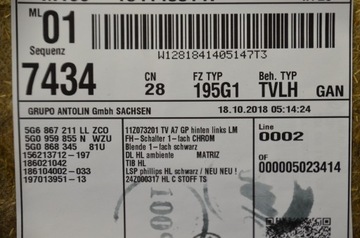 ML
01
W1281841405147T3
Sequenz
7434
CN
28
FZ TYP
195G1
Beh. TYP
TVLH
GAN
GRUPO ANTOLIN GmbH SACHSEN
18.10.2018 05:14:24
5G6 867 211 LL ZCO
5G0 959 855 N WZU
5G0 868 345 81U
156213712-197
186021042
186104002-033
197013951-13
11Z073201 TV A7 GP hinten links LM
FH-Schalter 1-fach CHROM
Blende 1-fach schwarz
DL HL ambiente MATRIZ
TIB HL
LSP phillips HL schwarz / NEU NEU !
24Z000317 HL C STOFF TS
Line
0002
OF
000005023414